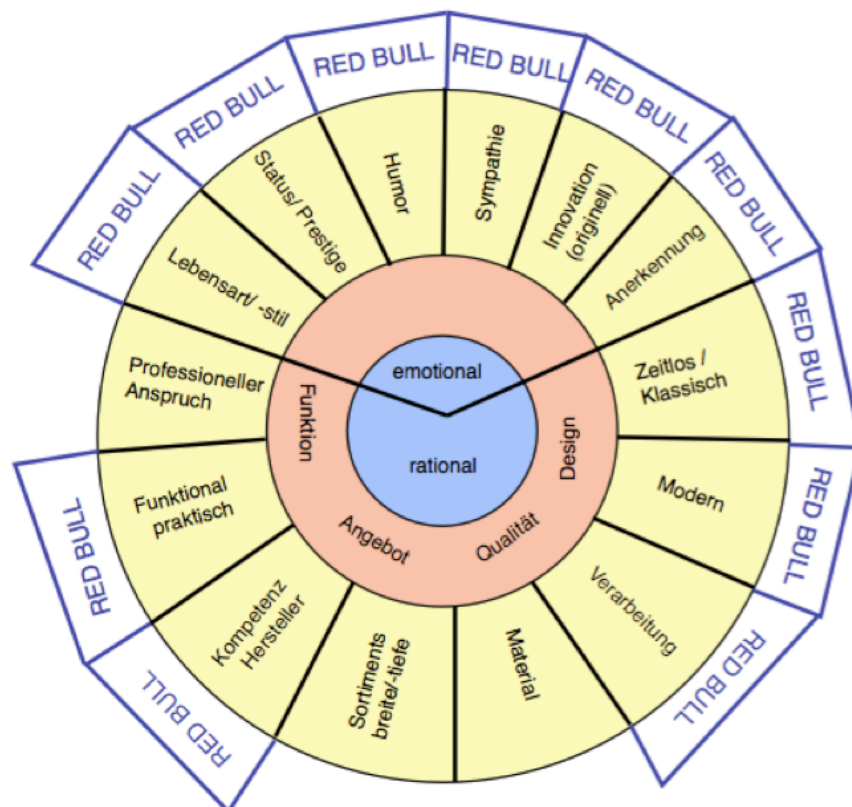 RED BULL
RED BULL
RED BULL
RED BULL
RED BULL
RED BULL
RED BULL
RED BULL
RED BULL
RED BULL
RED BULL
Humor
Sympathie
Innovation
(originell)
Anerkennung
Zeitlos /
Klassisch
Modern
Verarbeitung
Material
Sortiments
breite/-tiefe
Kompetenz
Hersteller
Funktional
praktisch
Professioneller
Anspruch
Lebensart/ -stil
Status/ Prestige
Funktion
Angebot
Qualität
Design
emotional
rational